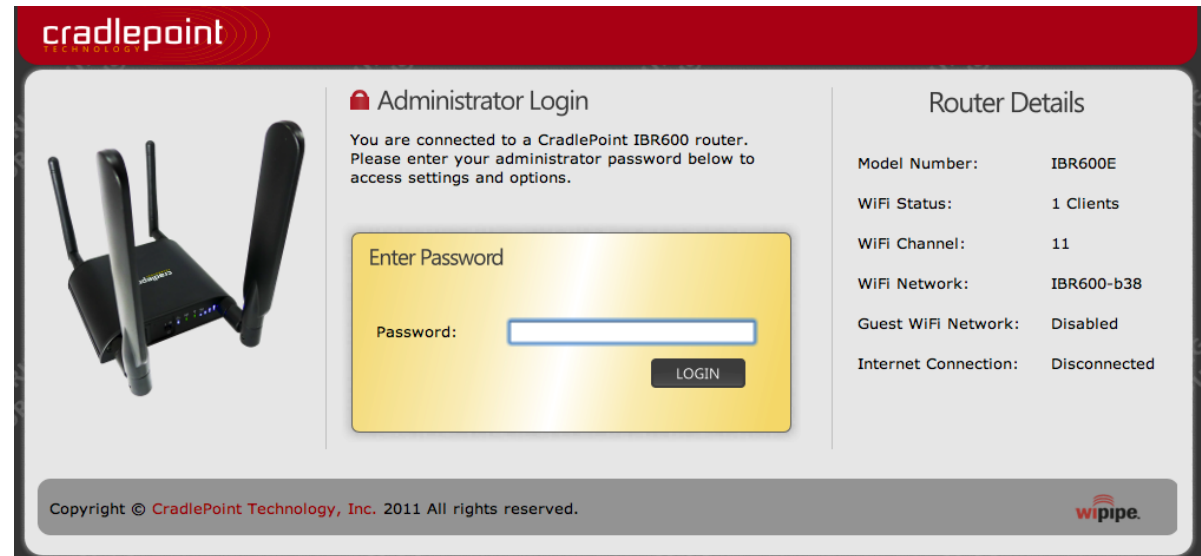 cradlepoint
TECHNOLOGY
Administrator Login
You are connected to a CradlePoint IBR600 router.
Please enter your administrator password below to
access settings and options.
Enter Password
Password:
LOGIN
Router Details
Model Number: IBR600E
WiFi Status: 1 Clients
WiFi Channel: 11
WiFi Network: IBR600-b38
Guest WiFi Network: Disabled
Internet Connection: Disconnected
cradlepoint
Copyright © CradlePoint Technology, Inc. 2011 All rights reserved.
wipipe.